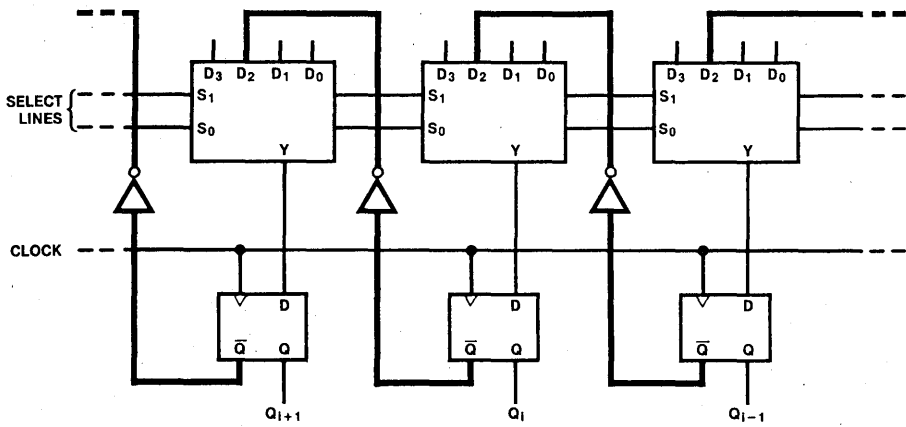 D3 D2 D1 D0 D3 D2 D1 D0 D3 D2 D1 D0
S1 S1 S1
SELECT
LINES
S0 S0 S0
Y Y Y
CLOCK
D D D
Q̅ Q Q̅ Q Q̅ Q
Qi+1 Qi Qi−1